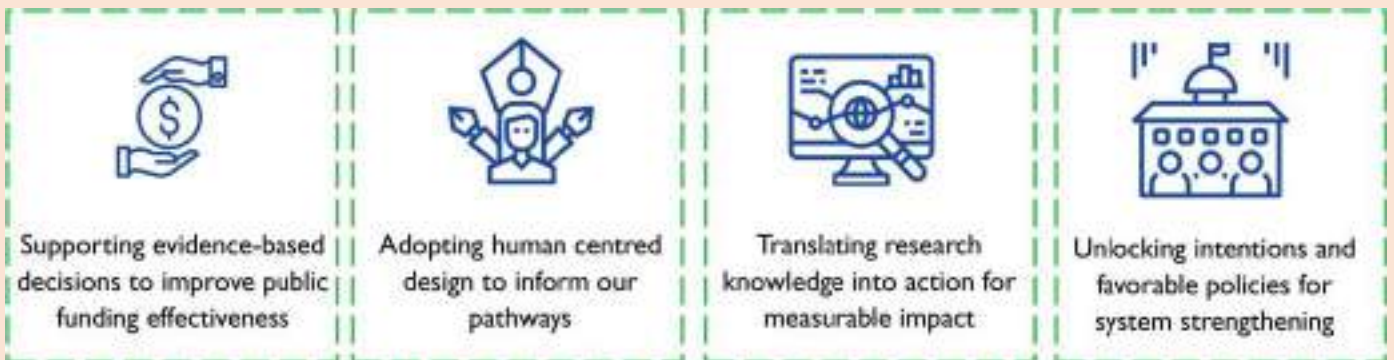 Supporting evidence-based
decisions to improve public
funding effectiveness
Adopting human centred
design to inform our
pathways
Translating research
knowledge into action for
measurable impact
Unlocking intentions and
favorable policies for
system strengthening